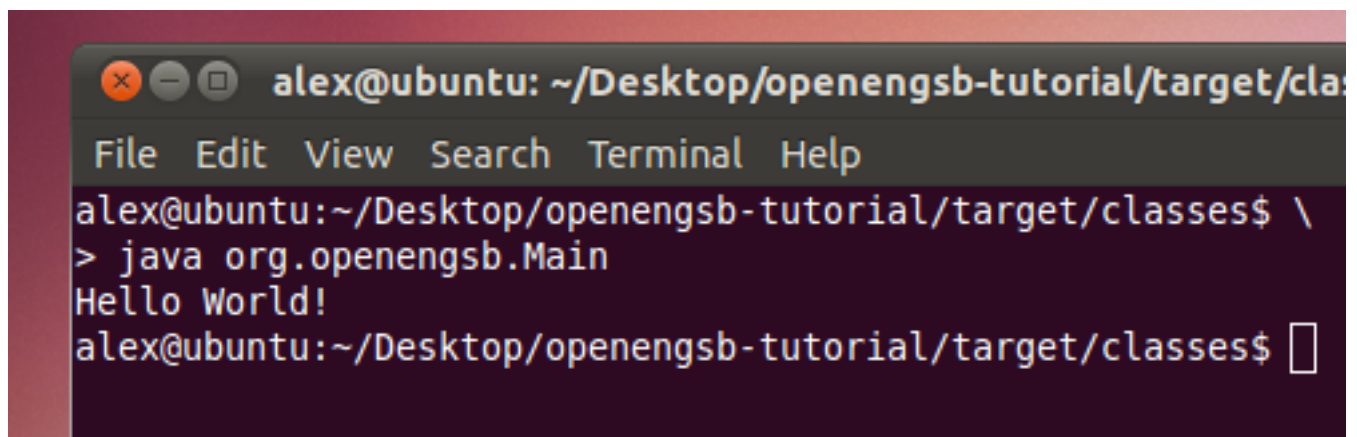 alex@ubuntu: ~/Desktop/openengsb-tutorial/target/clas
File Edit View Search Terminal Help
alex@ubuntu:~/Desktop/openengsb-tutorial/target/classes$ \
> java org.openengsb.Main
Hello World!
alex@ubuntu:~/Desktop/openengsb-tutorial/target/classes$